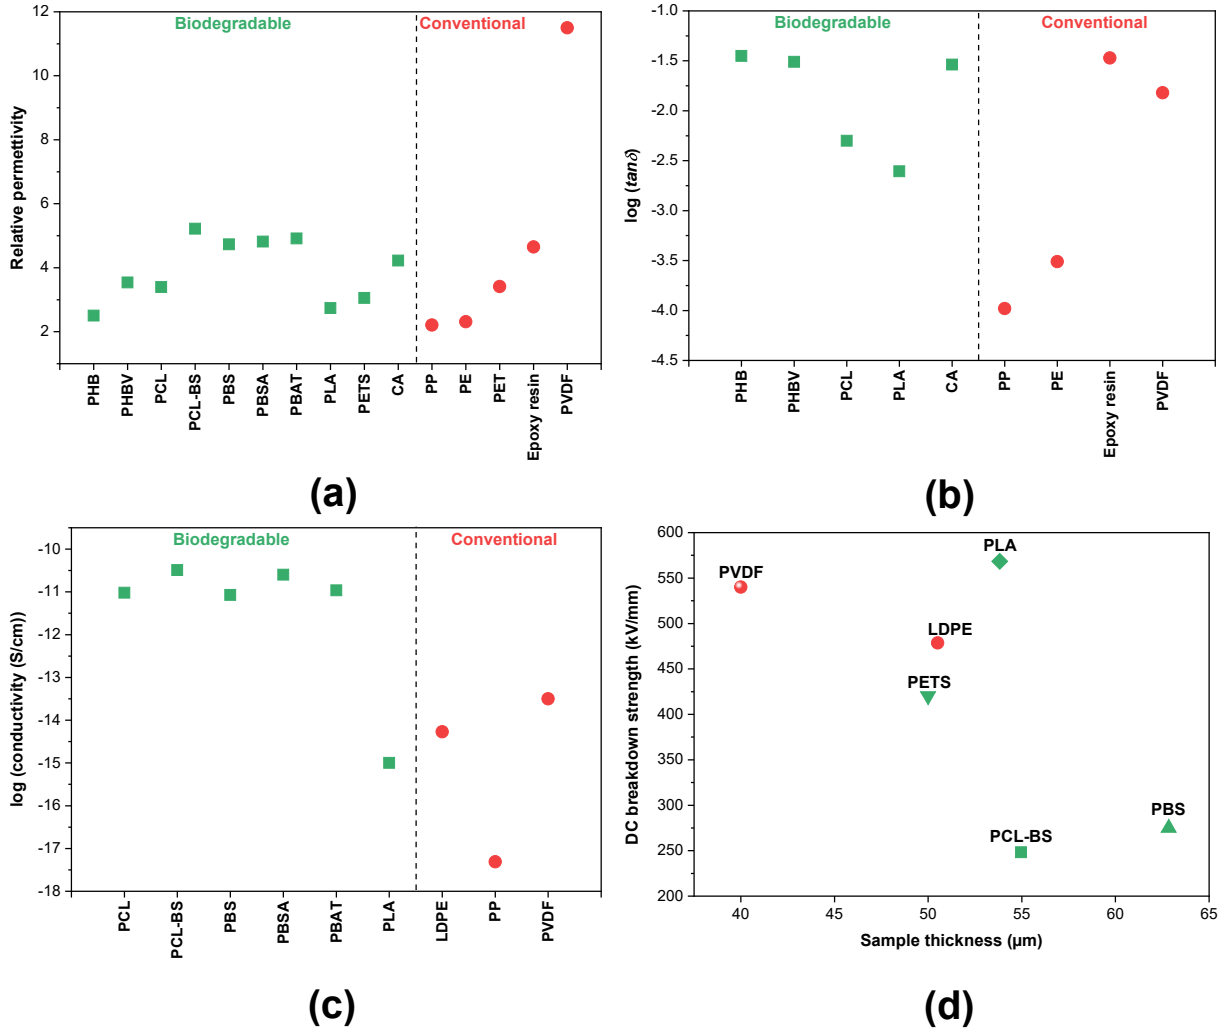 Biodegradable Conventional
Relative permettivity
12
10
8
6
4
2
PHB PHBV PCL PCL-BS PBS PBSA PBAT PLA PETS CA PP PE PET Epoxy resin PVDF
(a)
Biodegradable Conventional
log (tanδ)
-1.0
-1.5
-2.0
-2.5
-3.0
-3.5
-4.0
-4.5
PHB PHBV PCL PLA CA PP PE Epoxy resin PVDF
(b)
Biodegradable Conventional
log (conductivity (S/cm))
-10
-11
-12
-13
-14
-15
-16
-17
-18
PCL PCL-BS PBS PBSA PBAT PLA LDPE PP PVDF
(c)
DC breakdown strength (kV/mm)
600
550
500
450
400
350
300
250
200
PLA
PVDF
LDPE
PETS
PBS
PCL-BS
40 45 50 55 60 65
Sample thickness (µm)
(d)